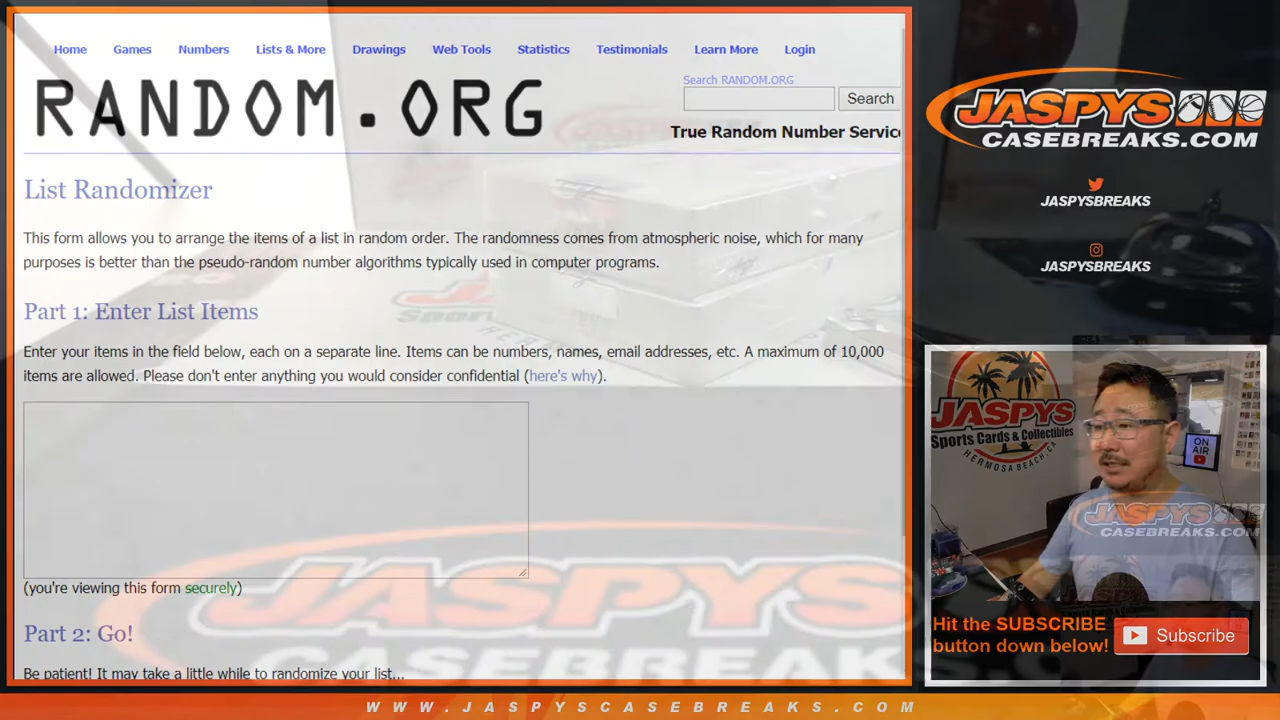 Home Games Numbers Lists & More Drawings Web Tools Statistics Testimonials Learn More Login
RANDOM.ORG
Search RANDOM.ORG
Search
True Random Number Servic
List Randomizer
This form allows you to arrange the items of a list in random order. The randomness comes from atmospheric noise, which for many
purposes is better than the pseudo-random number algorithms typically used in computer programs.
Part 1: Enter List Items
Enter your items in the field below, each on a separate line. Items can be numbers, names, email addresses, etc. A maximum of 10,000
items are allowed. Please don't enter anything you would consider confidential (here's why).
(you're viewing this form securely)
Part 2: Go!
Be patient! It may take a little while to randomize your list...
JASPYS
CASEBREAKS.COM
JASPYSBREAKS
JASPYSBREAKS
JASPYS
Sports Cards & Collectibles
HERMOSA BEACH, CA
ON
AIR
JASPYS
CASEBREAKS.COM
Hit the SUBSCRIBE
button down below!
Subscribe
JASPYS
CASEBREAKS.COM
WWW.JASPYSCASEBREAKS.COM